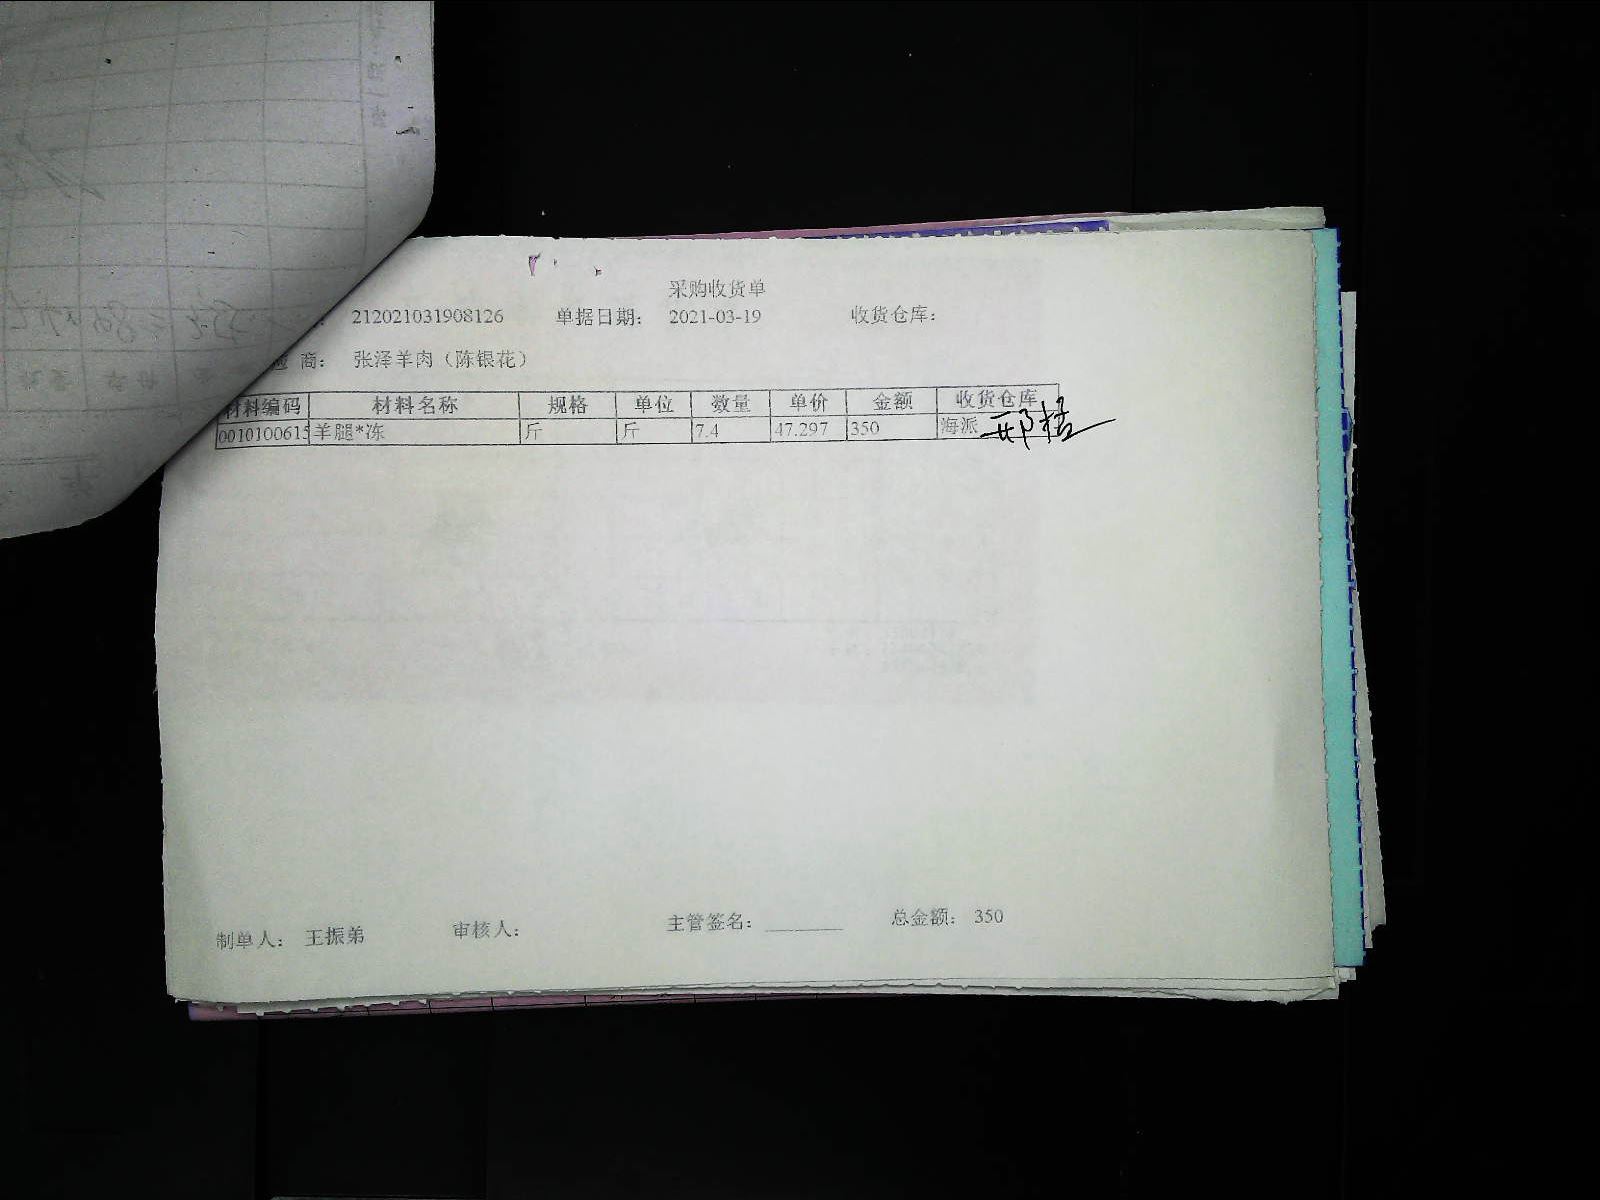 采购收货单
212021031908126 单据日期： 2021-03-19 收货仓库：
商： 张泽羊肉（陈银花）
材料编码 材料名称 规格 单位 数量 单价 金额 收货仓库
0010100615 羊腿*冻 斤 斤 7.4 47.297 350 海派
制单人： 王振弟 审核人： 主管签名： ________ 总金额： 350